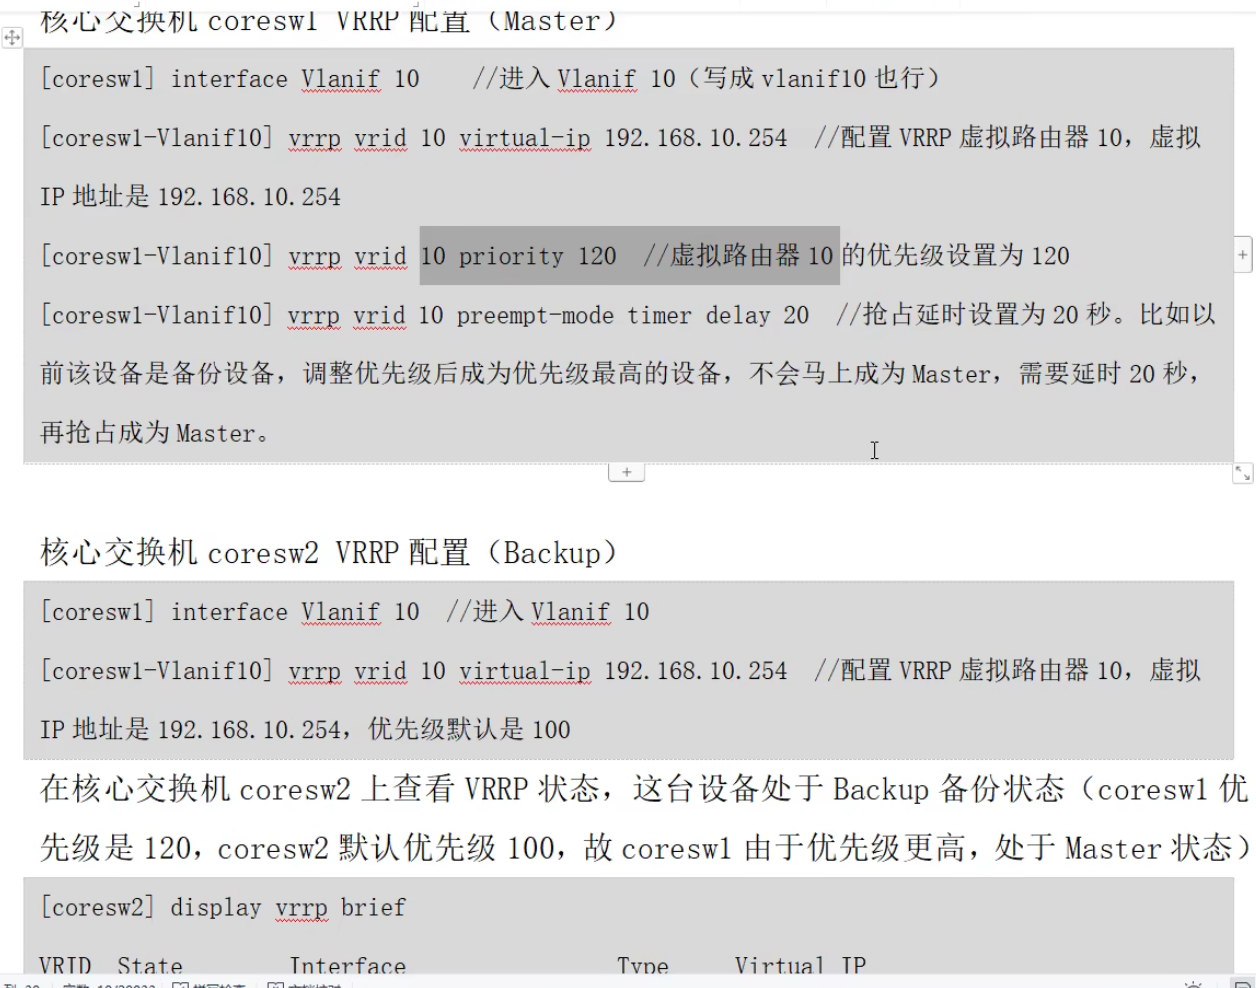 核心交换机 coresw1 VRRP 配置（Master）
[coresw1] interface Vlanif 10    //进入 Vlanif 10（写成 vlanif10 也行）
[coresw1-Vlanif10] vrrp vrid 10 virtual-ip 192.168.10.254  //配置 VRRP 虚拟路由器 10，虚拟
IP 地址是 192.168.10.254
[coresw1-Vlanif10] vrrp vrid 10 priority 120  //虚拟路由器 10 的优先级设置为 120
[coresw1-Vlanif10] vrrp vrid 10 preempt-mode timer delay 20  //抢占延时设置为 20 秒。比如以
前该设备是备份设备，调整优先级后成为优先级最高的设备，不会马上成为 Master，需要延时 20 秒，
再抢占成为 Master。
核心交换机 coresw2 VRRP 配置（Backup）
[coresw1] interface Vlanif 10  //进入 Vlanif 10
[coresw1-Vlanif10] vrrp vrid 10 virtual-ip 192.168.10.254  //配置 VRRP 虚拟路由器 10，虚拟
IP 地址是 192.168.10.254，优先级默认是 100
在核心交换机 coresw2 上查看 VRRP 状态，这台设备处于 Backup 备份状态（coresw1 优
先级是 120，coresw2 默认优先级 100，故 coresw1 由于优先级更高，处于 Master 状态）
[coresw2] display vrrp brief
VRID  State        Interface                Type     Virtual IP